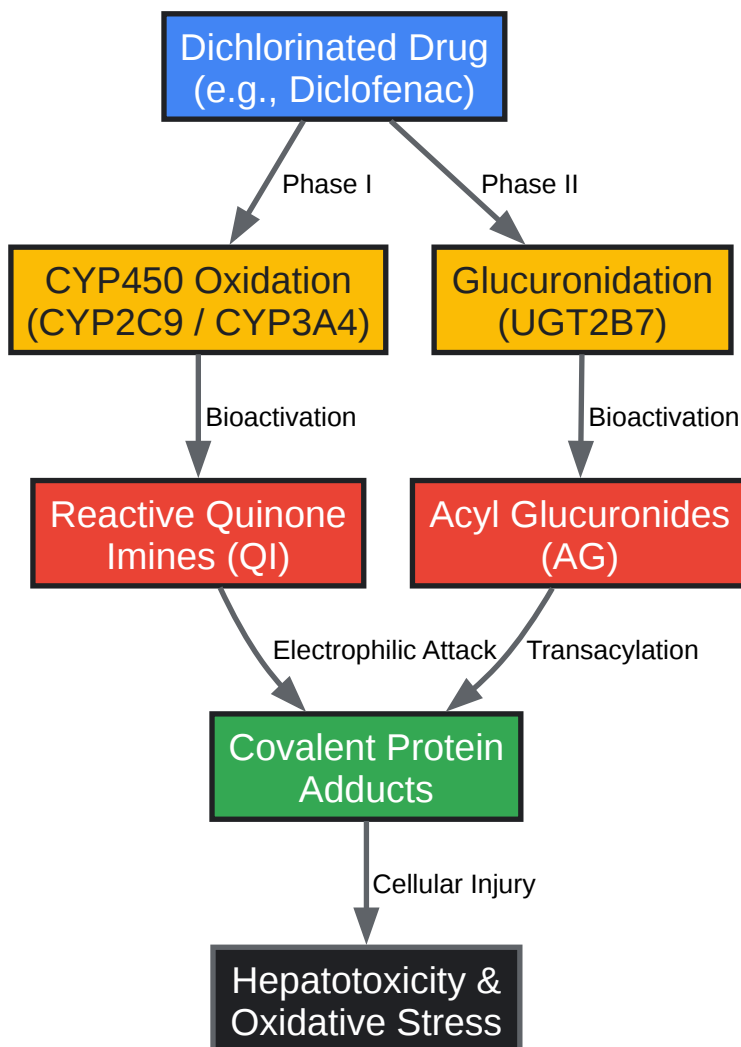 Dichlorinated Drug
(e.g., Diclofenac)
Phase I
Phase II
CYP450 Oxidation
(CYP2C9 / CYP3A4)
Glucuronidation
(UGT2B7)
Bioactivation
Bioactivation
Reactive Quinone
Imines (QI)
Acyl Glucuronides
(AG)
Electrophilic Attack
Transacylation
Covalent Protein
Adducts
Cellular Injury
Hepatotoxicity &
Oxidative Stress